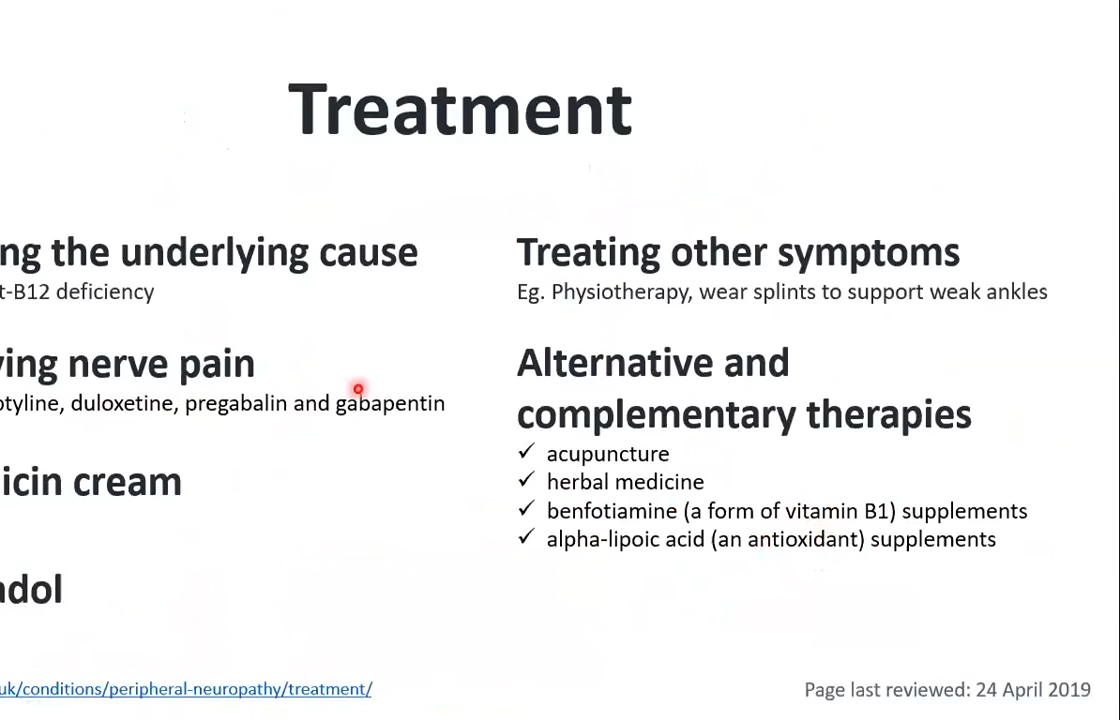 Treatment
ng the underlying cause
t-B12 deficiency
ying nerve pain
ptyline, duloxetine, pregabalin and gabapentin
icin cream
adol
uk/conditions/peripheral-neuropathy/treatment/
Treating other symptoms
Eg. Physiotherapy, wear splints to support weak ankles
Alternative and
complementary therapies
✓ acupuncture
✓ herbal medicine
✓ benfotiamine (a form of vitamin B1) supplements
✓ alpha-lipoic acid (an antioxidant) supplements
Page last reviewed: 24 April 2019